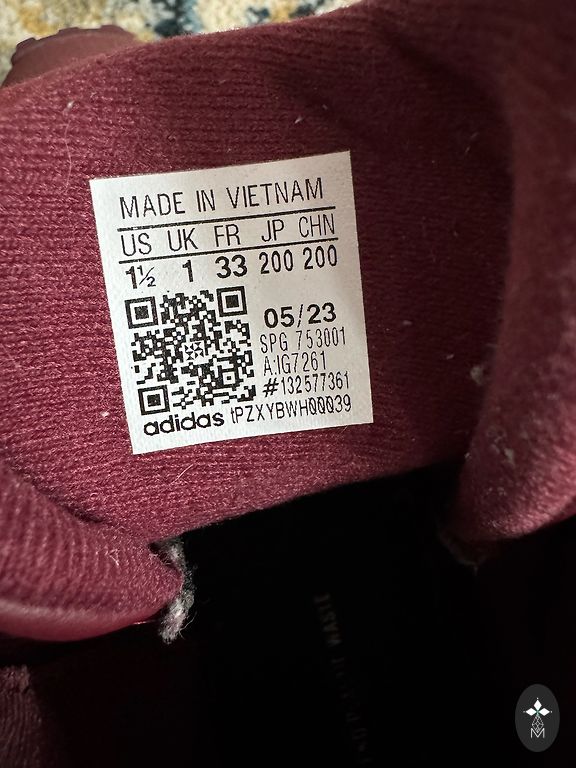 MADE IN VIETNAM
US UK FR JP CHN
1½ 1 33 200 200
05/23
SPG 753001
A:IG7261
#132577361
adidas tPZXYBWH00039
WASTE
M